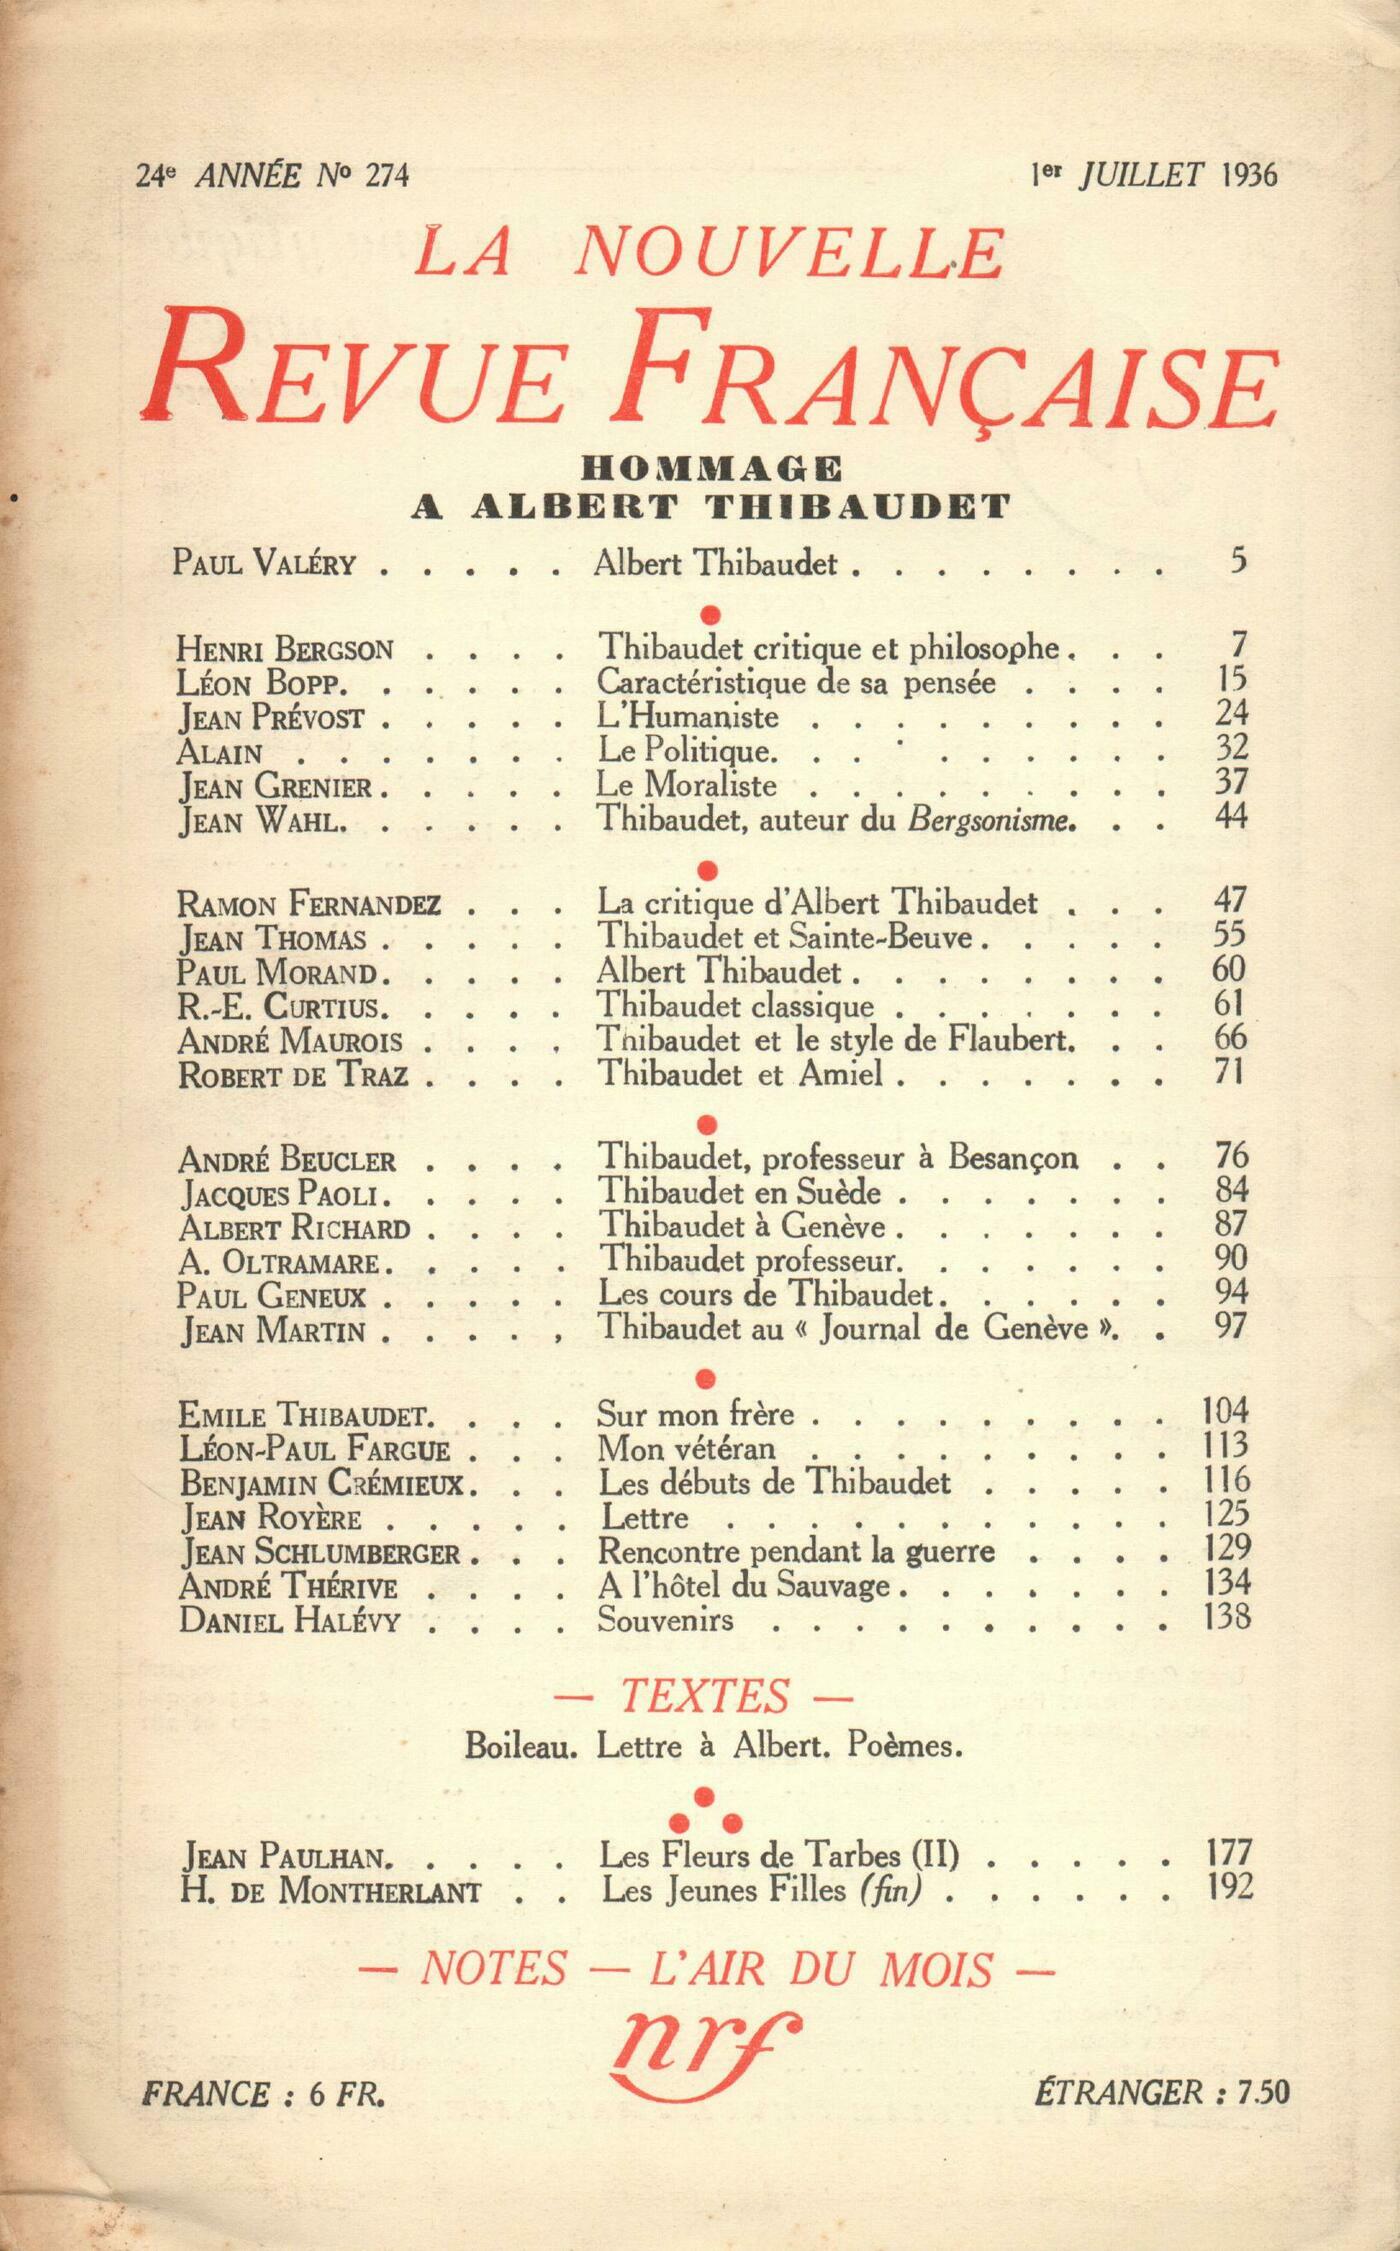 24e ANNÉE No 274
1er JUILLET 1936
LA NOUVELLE
REVUE FRANÇAISE
HOMMAGE
A ALBERT THIBAUDET
PAUL VALÉRY . . . . . Albert Thibaudet . . . . . . . . 5
HENRI BERGSON . . . . Thibaudet critique et philosophe . . . 7
LÉON BOPP. . . . . . Caractéristique de sa pensée . . . . 15
JEAN PRÉVOST . . . . . L'Humaniste . . . . . . . . . 24
ALAIN . . . . . . . Le Politique. . . . . . . . . 32
JEAN GRENIER . . . . . Le Moraliste . . . . . . . . . 37
JEAN WAHL. . . . . . Thibaudet, auteur du Bergsonisme. . . 44
RAMON FERNANDEZ . . . La critique d'Albert Thibaudet . . . 47
JEAN THOMAS . . . . . Thibaudet et Sainte-Beuve . . . . . 55
PAUL MORAND. . . . . Albert Thibaudet . . . . . . . . 60
R.-E. CURTIUS. . . . . Thibaudet classique . . . . . . . 61
ANDRÉ MAUROIS . . . . Thibaudet et le style de Flaubert. . . 66
ROBERT DE TRAZ . . . . Thibaudet et Amiel . . . . . . . 71
ANDRÉ BEUCLER . . . . Thibaudet, professeur à Besançon . . 76
JACQUES PAOLI. . . . . Thibaudet en Suède . . . . . . . 84
ALBERT RICHARD . . . . Thibaudet à Genève . . . . . . . 87
A. OLTRAMARE. . . . . Thibaudet professeur. . . . . . . 90
PAUL GENEUX . . . . . Les cours de Thibaudet. . . . . . 94
JEAN MARTIN . . . . , Thibaudet au « Journal de Genève ». . 97
EMILE THIBAUDET. . . . Sur mon frère . . . . . . . . . 104
LÉON-PAUL FARGUE . . . Mon vétéran . . . . . . . . . 113
BENJAMIN CRÉMIEUX. . . Les débuts de Thibaudet . . . . . 116
JEAN ROYÈRE . . . . . Lettre . . . . . . . . . . . 125
JEAN SCHLUMBERGER . . . Rencontre pendant la guerre . . . . 129
ANDRÉ THÉRIVE . . . . A l'hôtel du Sauvage . . . . . . . 134
DANIEL HALÉVY . . . . Souvenirs . . . . . . . . . . 138
— TEXTES —
Boileau. Lettre à Albert. Poèmes.
JEAN PAULHAN. . . . . Les Fleurs de Tarbes (II) . . . . . 177
H. DE MONTHERLANT . . Les Jeunes Filles (fin) . . . . . . 192
— NOTES — L'AIR DU MOIS —
nrf
FRANCE : 6 FR.
ÉTRANGER : 7.50